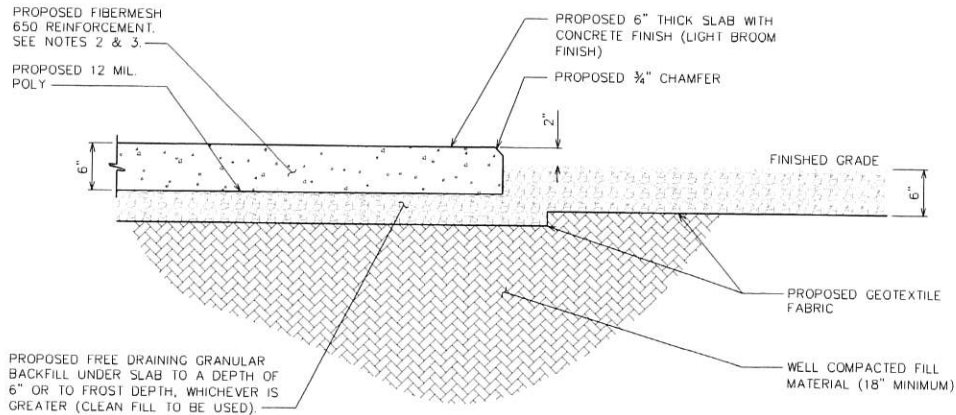 PROPOSED FIBERMESH
650 REINFORCEMENT.
SEE NOTES 2 & 3.
PROPOSED 12 MIL.
POLY
PROPOSED 6" THICK SLAB WITH
CONCRETE FINISH (LIGHT BROOM
FINISH)
PROPOSED ¾" CHAMFER
2"
6"
FINISHED GRADE
6"
PROPOSED GEOTEXTILE
FABRIC
WELL COMPACTED FILL
MATERIAL (18" MINIMUM)
PROPOSED FREE DRAINING GRANULAR
BACKFILL UNDER SLAB TO A DEPTH OF
6" OR TO FROST DEPTH, WHICHEVER IS
GREATER (CLEAN FILL TO BE USED).